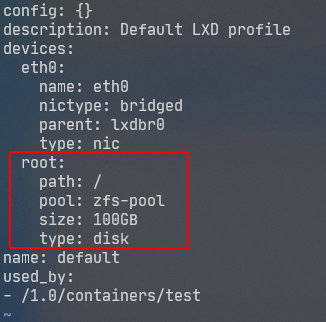 config: {}
description: Default LXD profile
devices:
  eth0:
    name: eth0
    nictype: bridged
    parent: lxdbr0
    type: nic
  root:
    path: /
    pool: zfs-pool
    size: 100GB
    type: disk
name: default
used_by:
- /1.0/containers/test
~